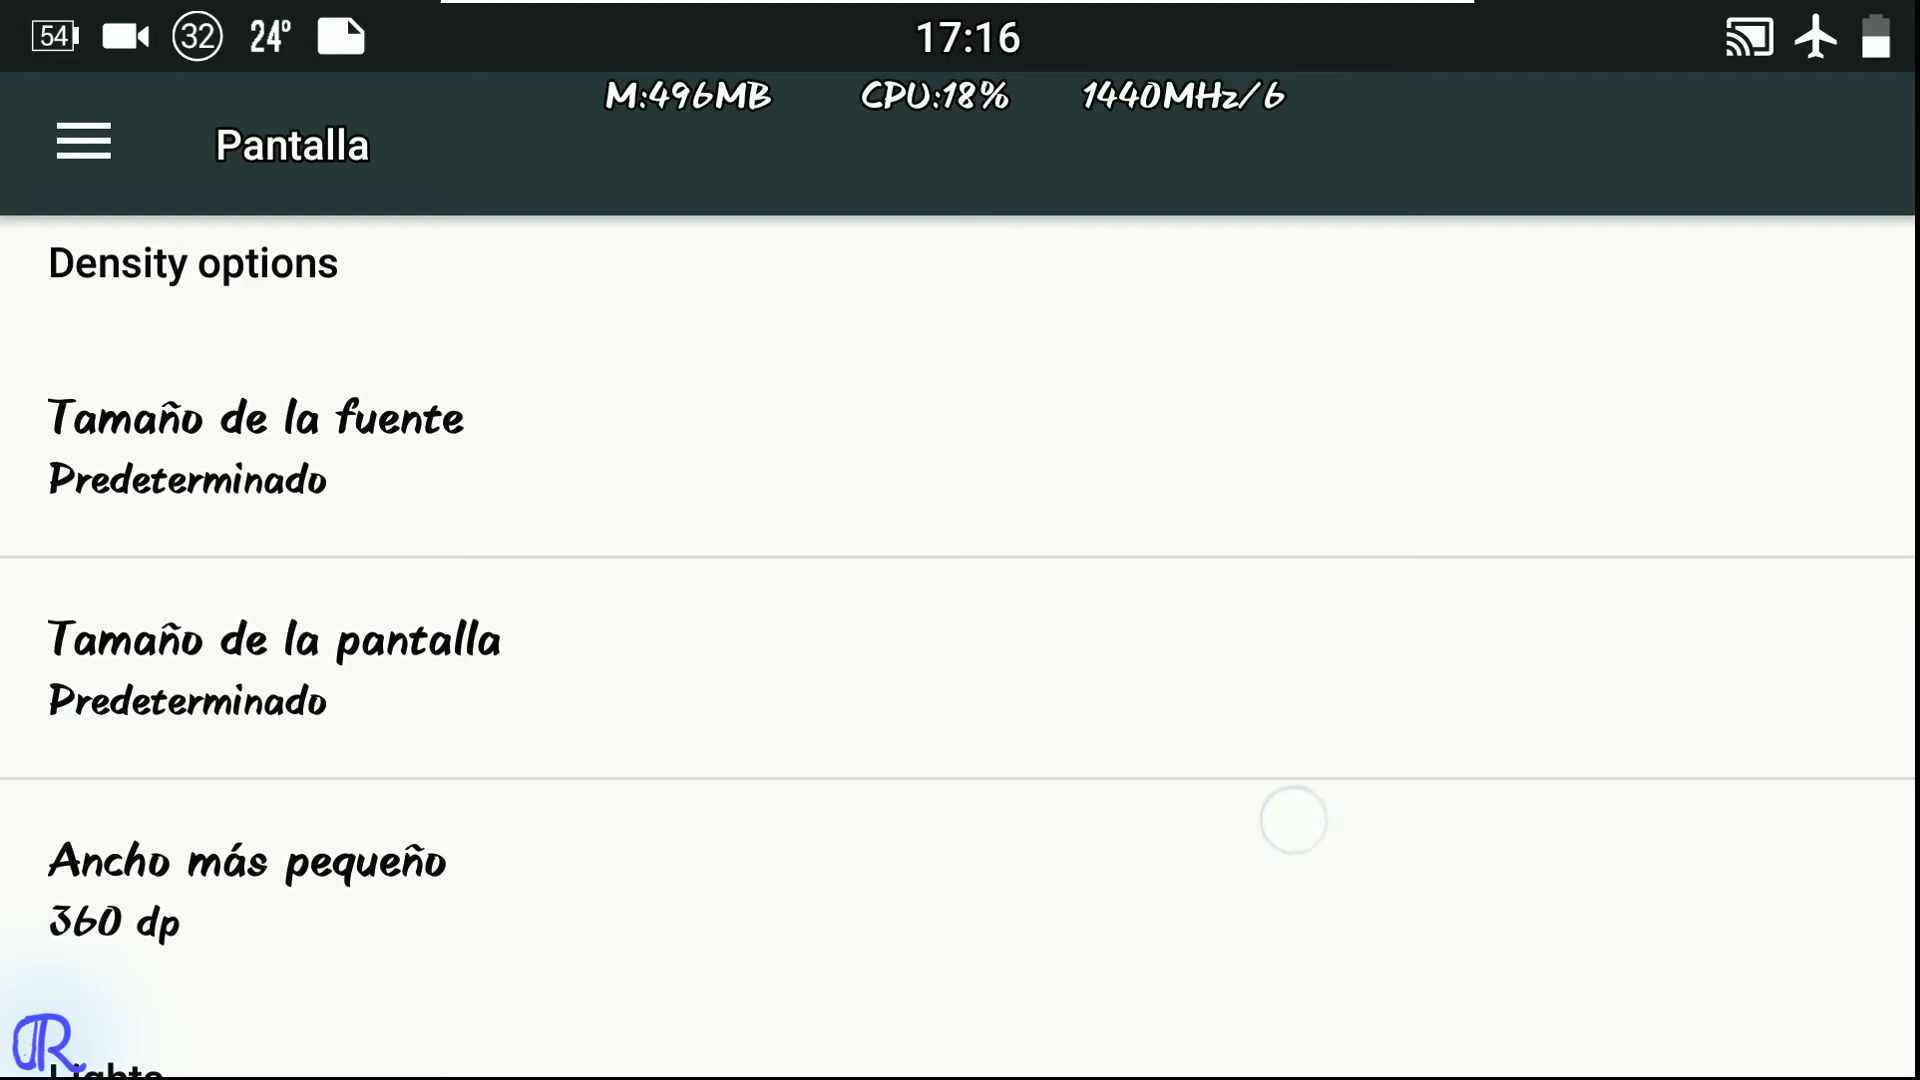 54 32 24° 17:16
M:496MB CPU:18% 1440MHz/6
Pantalla
Density options
Tamaño de la fuente
Predeterminado
Tamaño de la pantalla
Predeterminado
Ancho más pequeño
360 dp
R
Lights